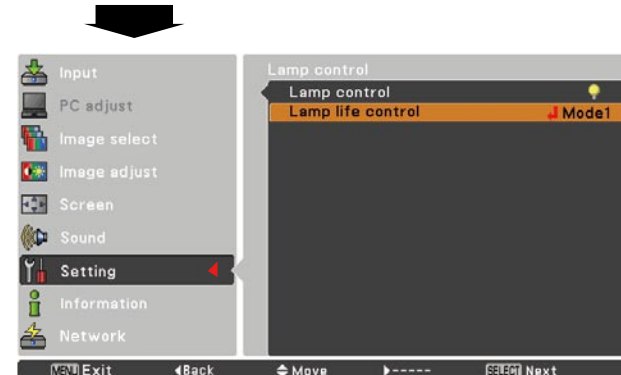 Input
PC adjust
Image select
Image adjust
Screen
Sound
Setting
Information
Network
Lamp control
Lamp control
Lamp life control Mode1
MENU Exit Back Move ----- SELECT Next